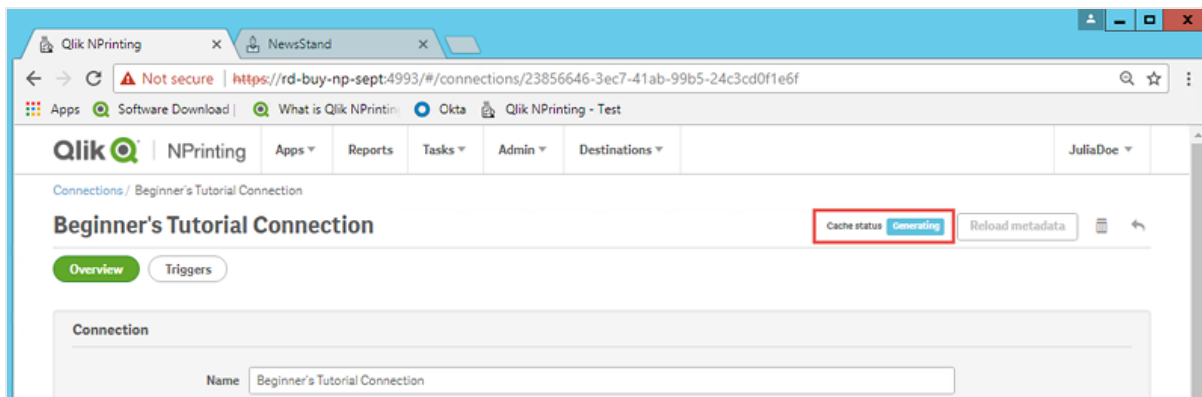 Qlik NPrinting NewsStand
Not secure | https://rd-buy-np-sept:4993/#/connections/23856646-3ec7-41ab-99b5-24c3cd0f1e6f
Apps Software Download | What is Qlik NPrintin Okta Qlik NPrinting - Test
Qlik NPrinting Apps Reports Tasks Admin Destinations JuliaDoe
Connections / Beginner's Tutorial Connection
Beginner's Tutorial Connection Cache status Generating Reload metadata
Overview Triggers
Connection
Name Beginner's Tutorial Connection